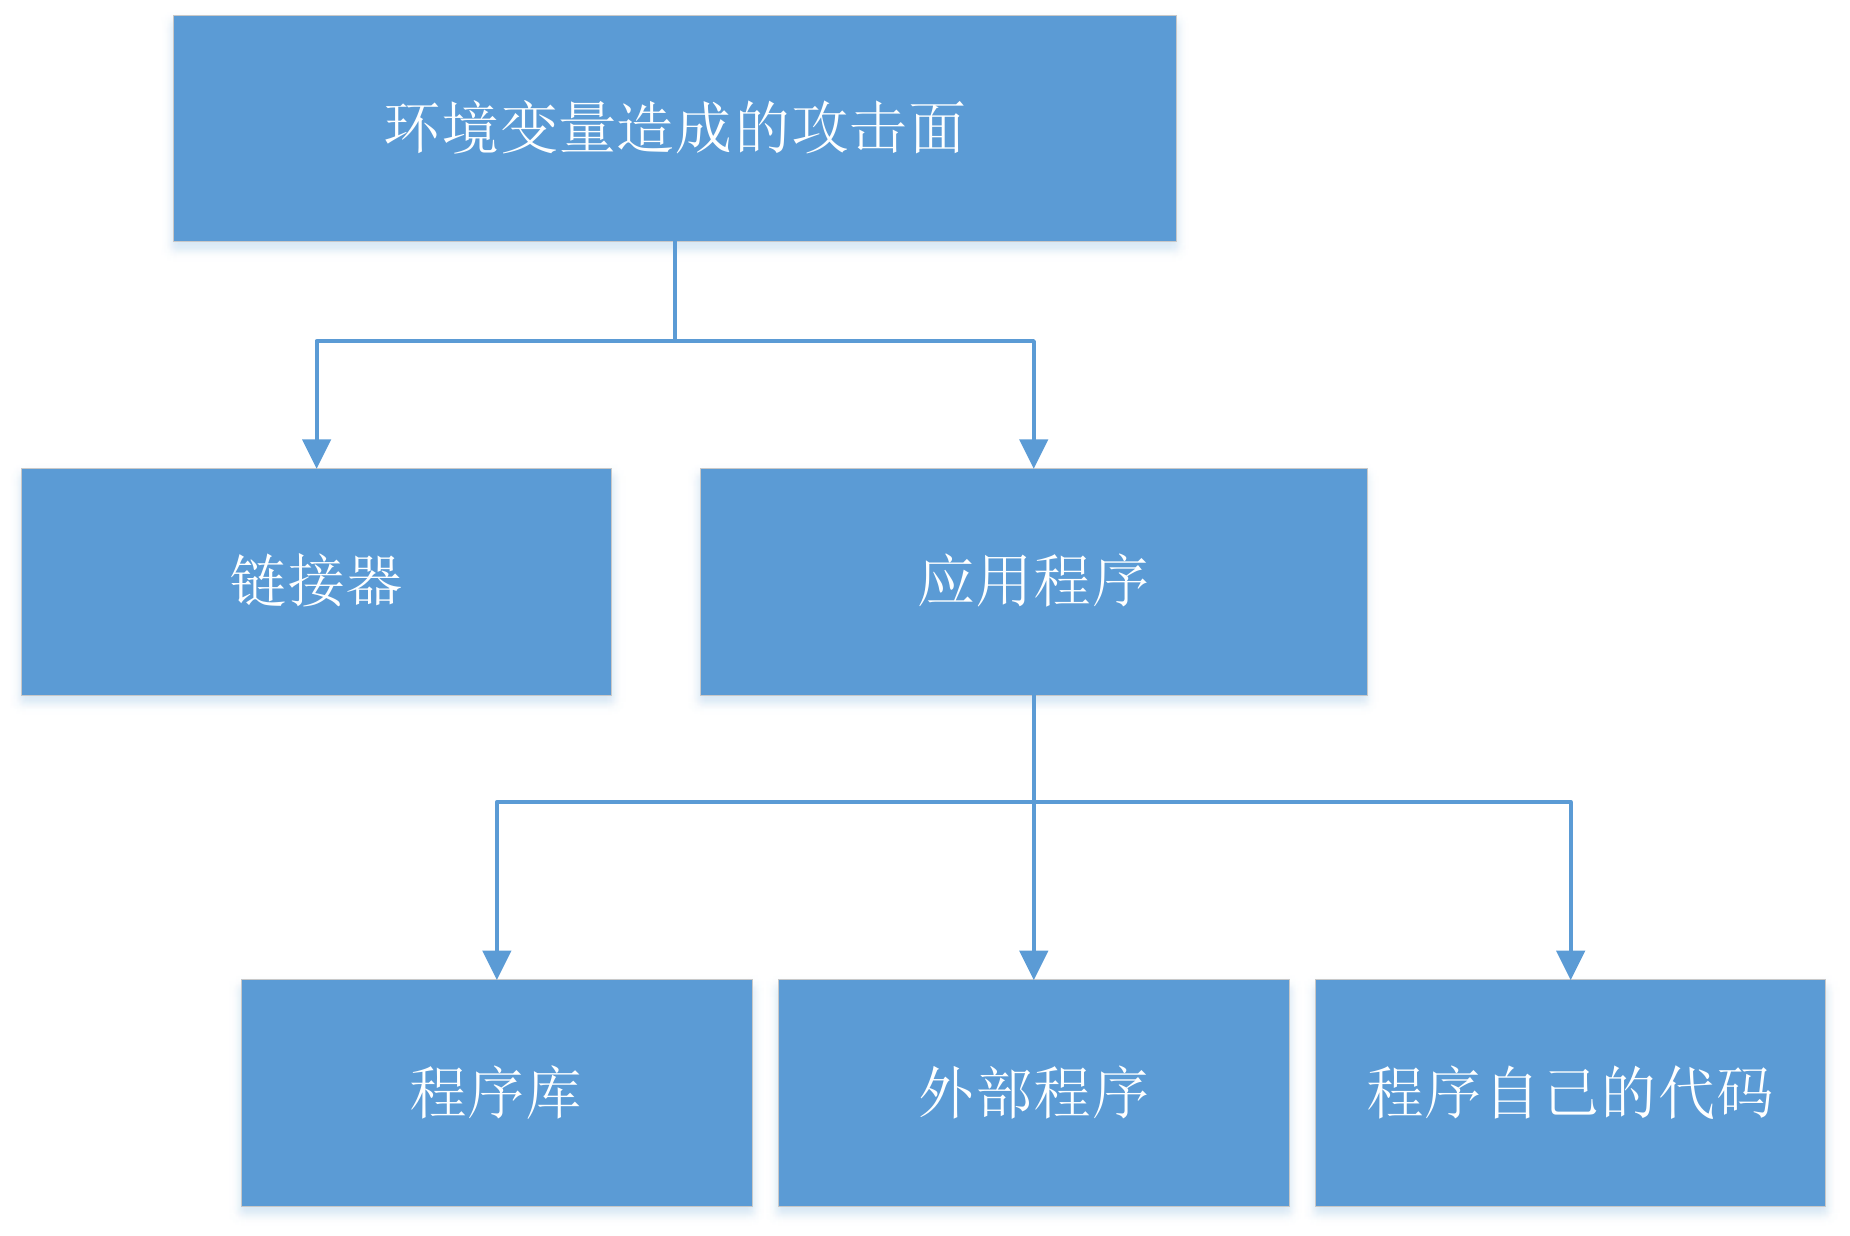 环境变量造成的攻击面
链接器
应用程序
程序库
外部程序
程序自己的代码